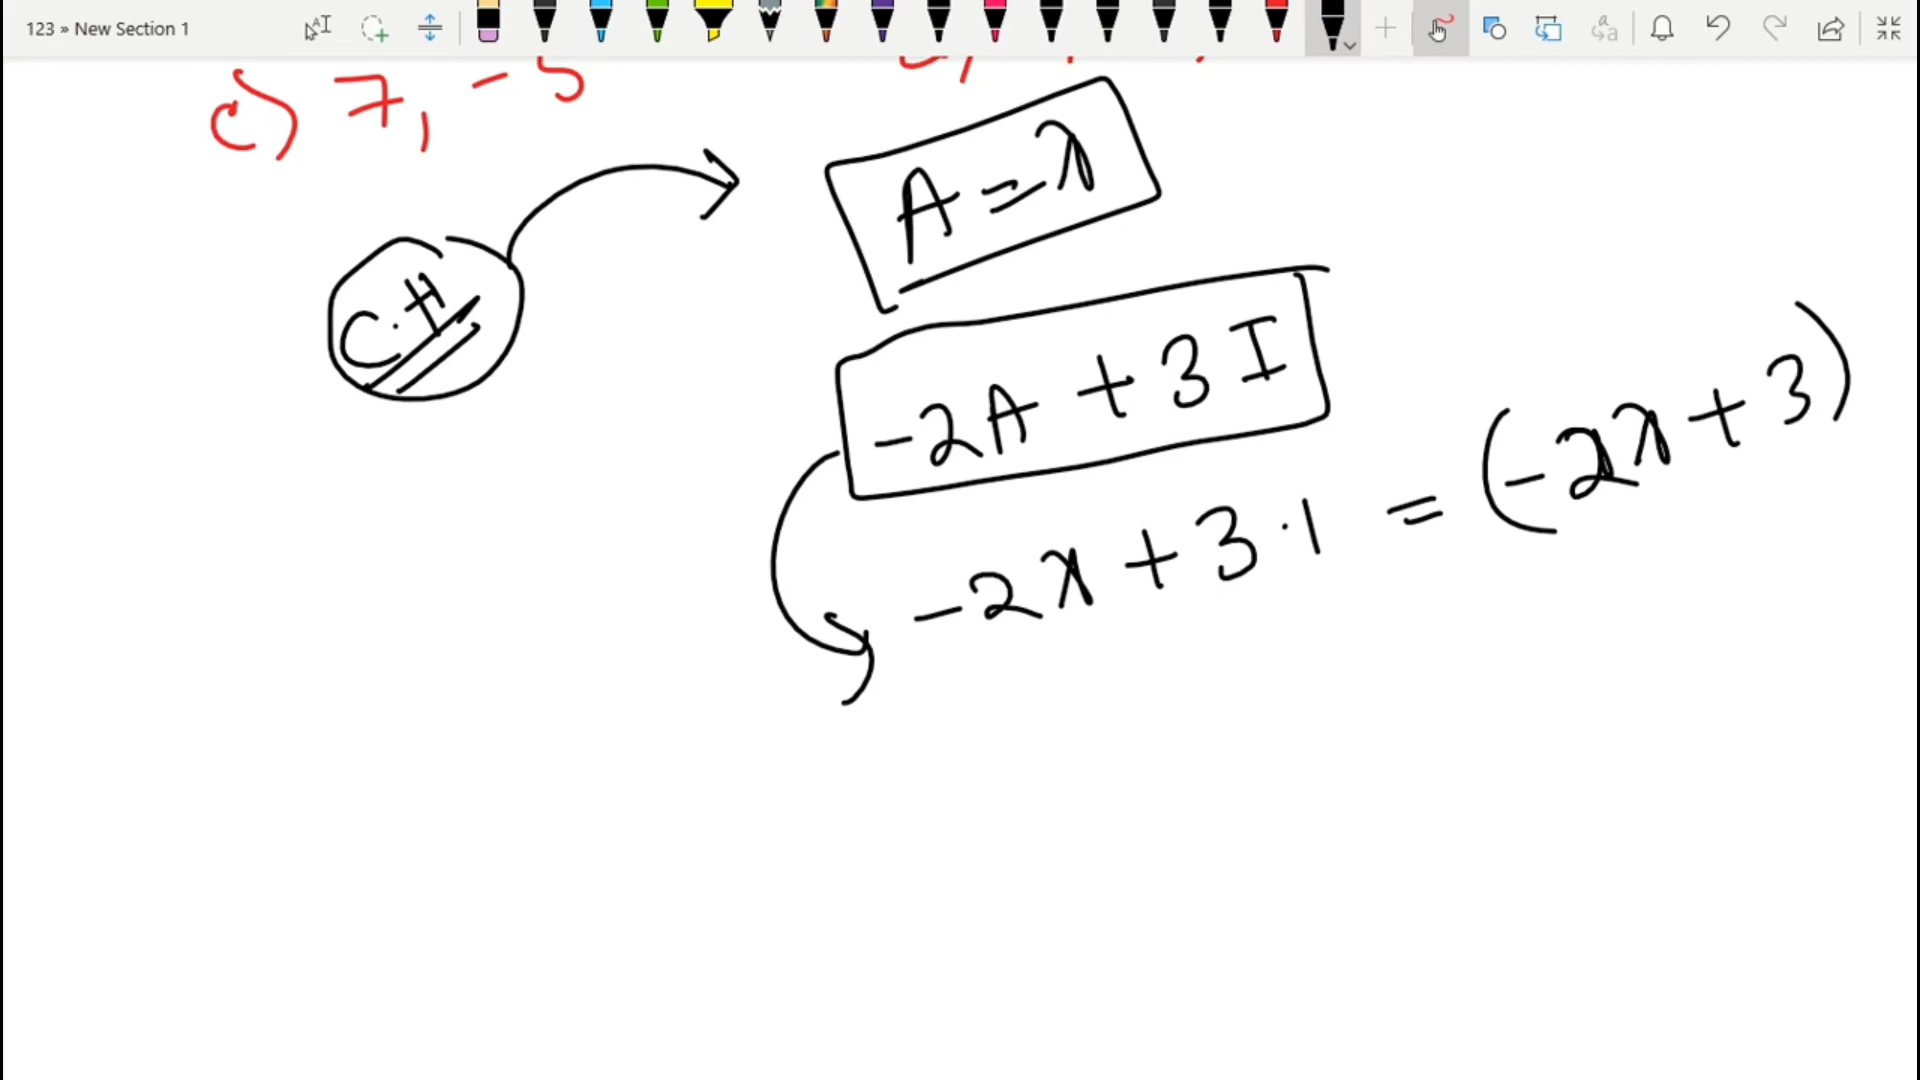 123 » New Section 1
c) 7, -5
A = λ
C.H
-2A + 3I
-2λ + 3·1 = (-2λ + 3)